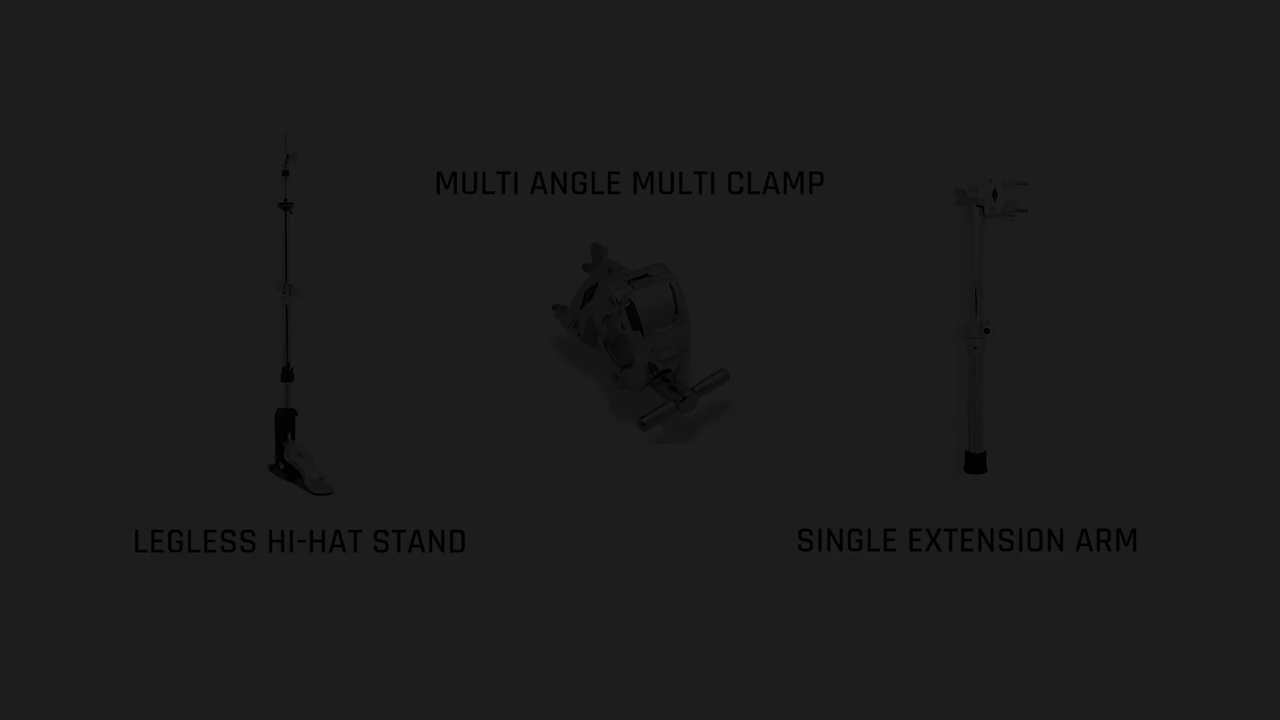 MULTI ANGLE MULTI CLAMP
LEGLESS HI-HAT STAND
SINGLE EXTENSION ARM